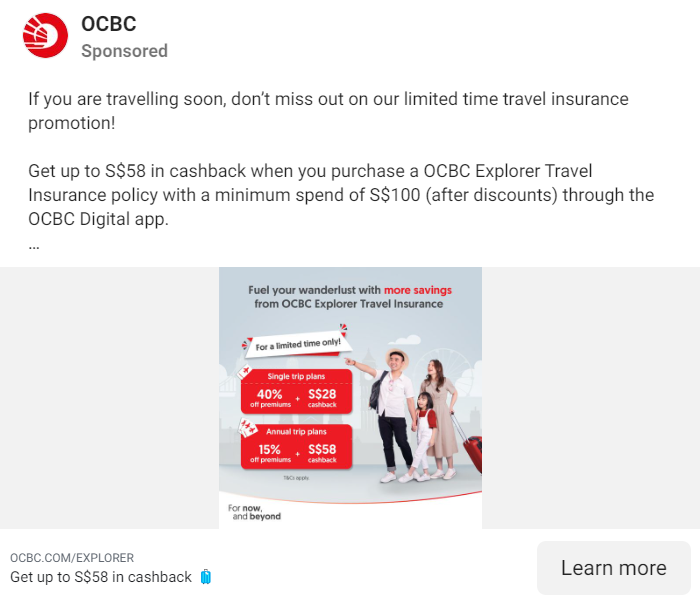 OCBC
Sponsored
If you are travelling soon, don't miss out on our limited time travel insurance
promotion!
Get up to S$58 in cashback when you purchase a OCBC Explorer Travel
Insurance policy with a minimum spend of S$100 (after discounts) through the
OCBC Digital app.
...
Fuel your wanderlust with more savings
from OCBC Explorer Travel Insurance
For a limited time only!
Single trip plans
40% + S$28
off premiums cashback
Annual trip plans
15% + S$58
off premiums cashback
T&Cs apply.
For now,
and beyond
OCBC.COM/EXPLORER
Get up to S$58 in cashback 🧳
Learn more